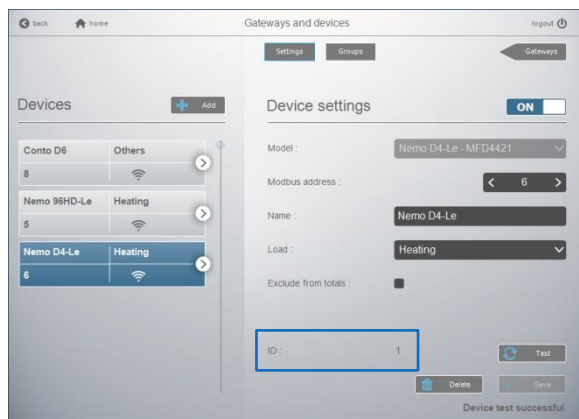 back home Gateways and devices logout
Settings Groups Gateways
Devices Add Device settings ON
Conto D6 Others
8
Nemo 96HD-Le Heating
5
Nemo D4-Le Heating
6
Model : Nemo D4-Le - MFD4421
Modbus address : 6
Name : Nemo D4-Le
Load : Heating
Exclude from totals :
ID : 1
Test
Delete Save
Device test successful